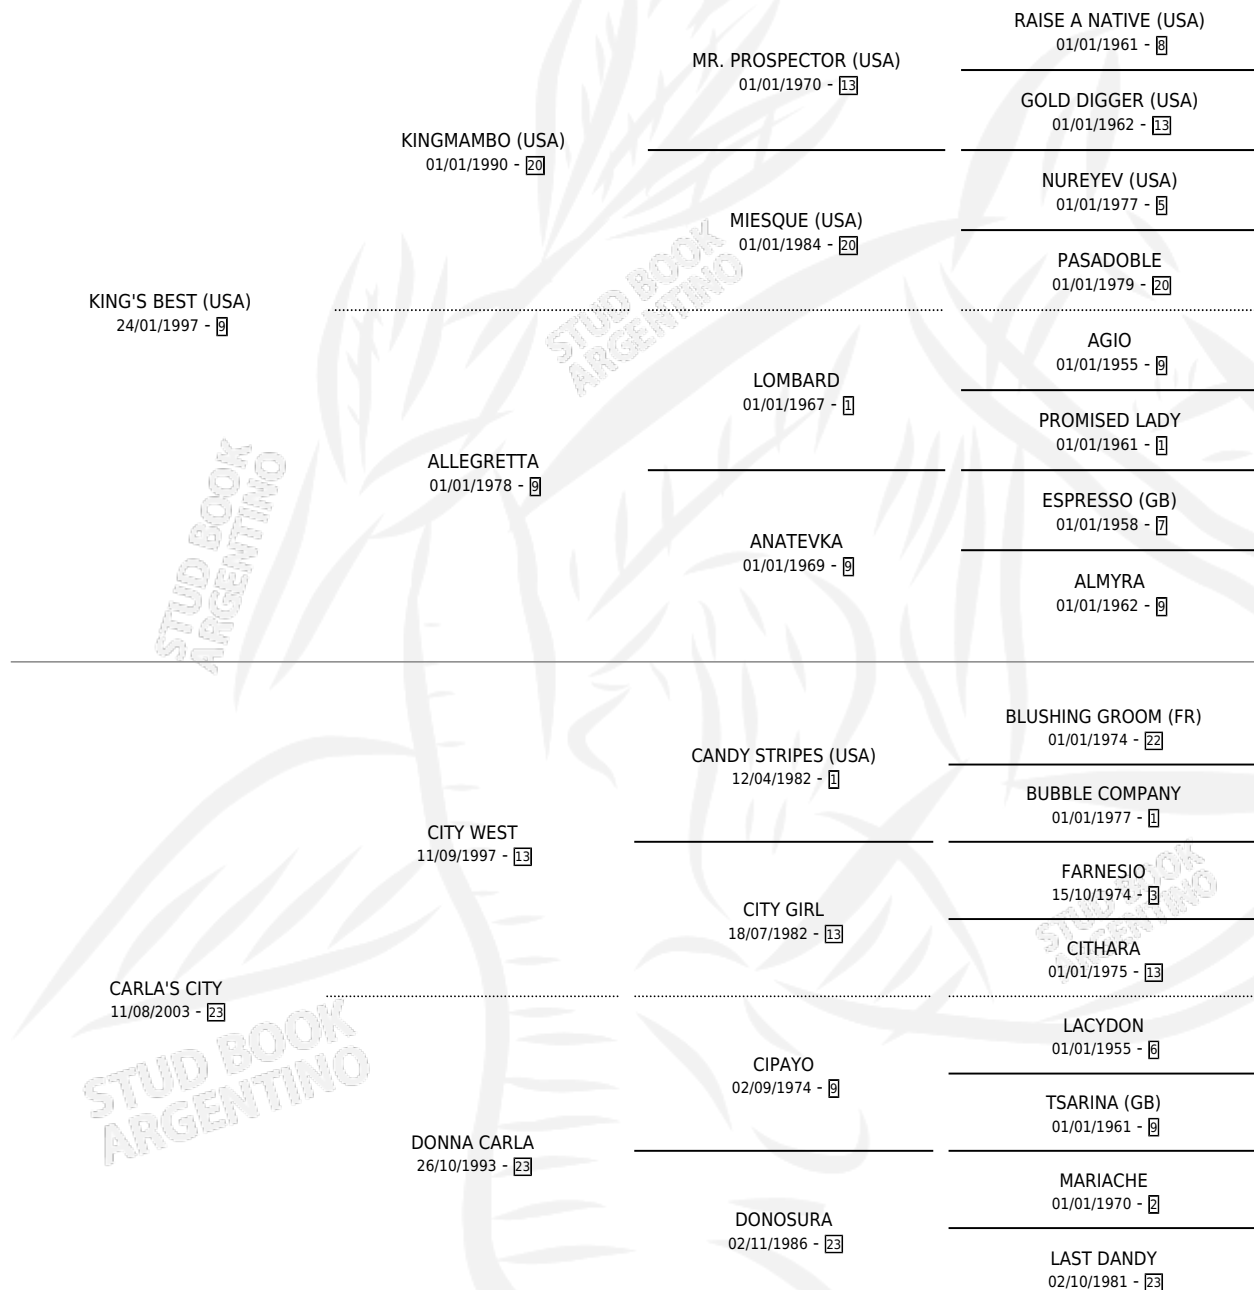 RAISE A NATIVE (USA)
01/01/1961 - 8
MR. PROSPECTOR (USA)
01/01/1970 - 13
GOLD DIGGER (USA)
01/01/1962 - 13
KINGMAMBO (USA)
01/01/1990 - 20
NUREYEV (USA)
01/01/1977 - 5
MIESQUE (USA)
01/01/1984 - 20
PASADOBLE
01/01/1979 - 20
KING'S BEST (USA)
24/01/1997 - 9
AGIO
01/01/1955 - 9
LOMBARD
01/01/1967 - 1
PROMISED LADY
01/01/1961 - 1
ALLEGRETTA
01/01/1978 - 9
ESPRESSO (GB)
01/01/1958 - 7
ANATEVKA
01/01/1969 - 9
ALMYRA
01/01/1962 - 9
BLUSHING GROOM (FR)
01/01/1974 - 22
CANDY STRIPES (USA)
12/04/1982 - 1
BUBBLE COMPANY
01/01/1977 - 1
CITY WEST
11/09/1997 - 13
FARNESIO
15/10/1974 - 3
CITY GIRL
18/07/1982 - 13
CITHARA
01/01/1975 - 13
CARLA'S CITY
11/08/2003 - 23
LACYDON
01/01/1955 - 6
CIPAYO
02/09/1974 - 9
TSARINA (GB)
01/01/1961 - 9
DONNA CARLA
26/10/1993 - 23
MARIACHE
01/01/1970 - 2
DONOSURA
02/11/1986 - 23
LAST DANDY
02/10/1981 - 23
STUD BOOK
ARGENTINO
STUD BOOK
ARGENTINO
STUD BOOK
ARGENTINO
STUD BOOK
ARGENTINO